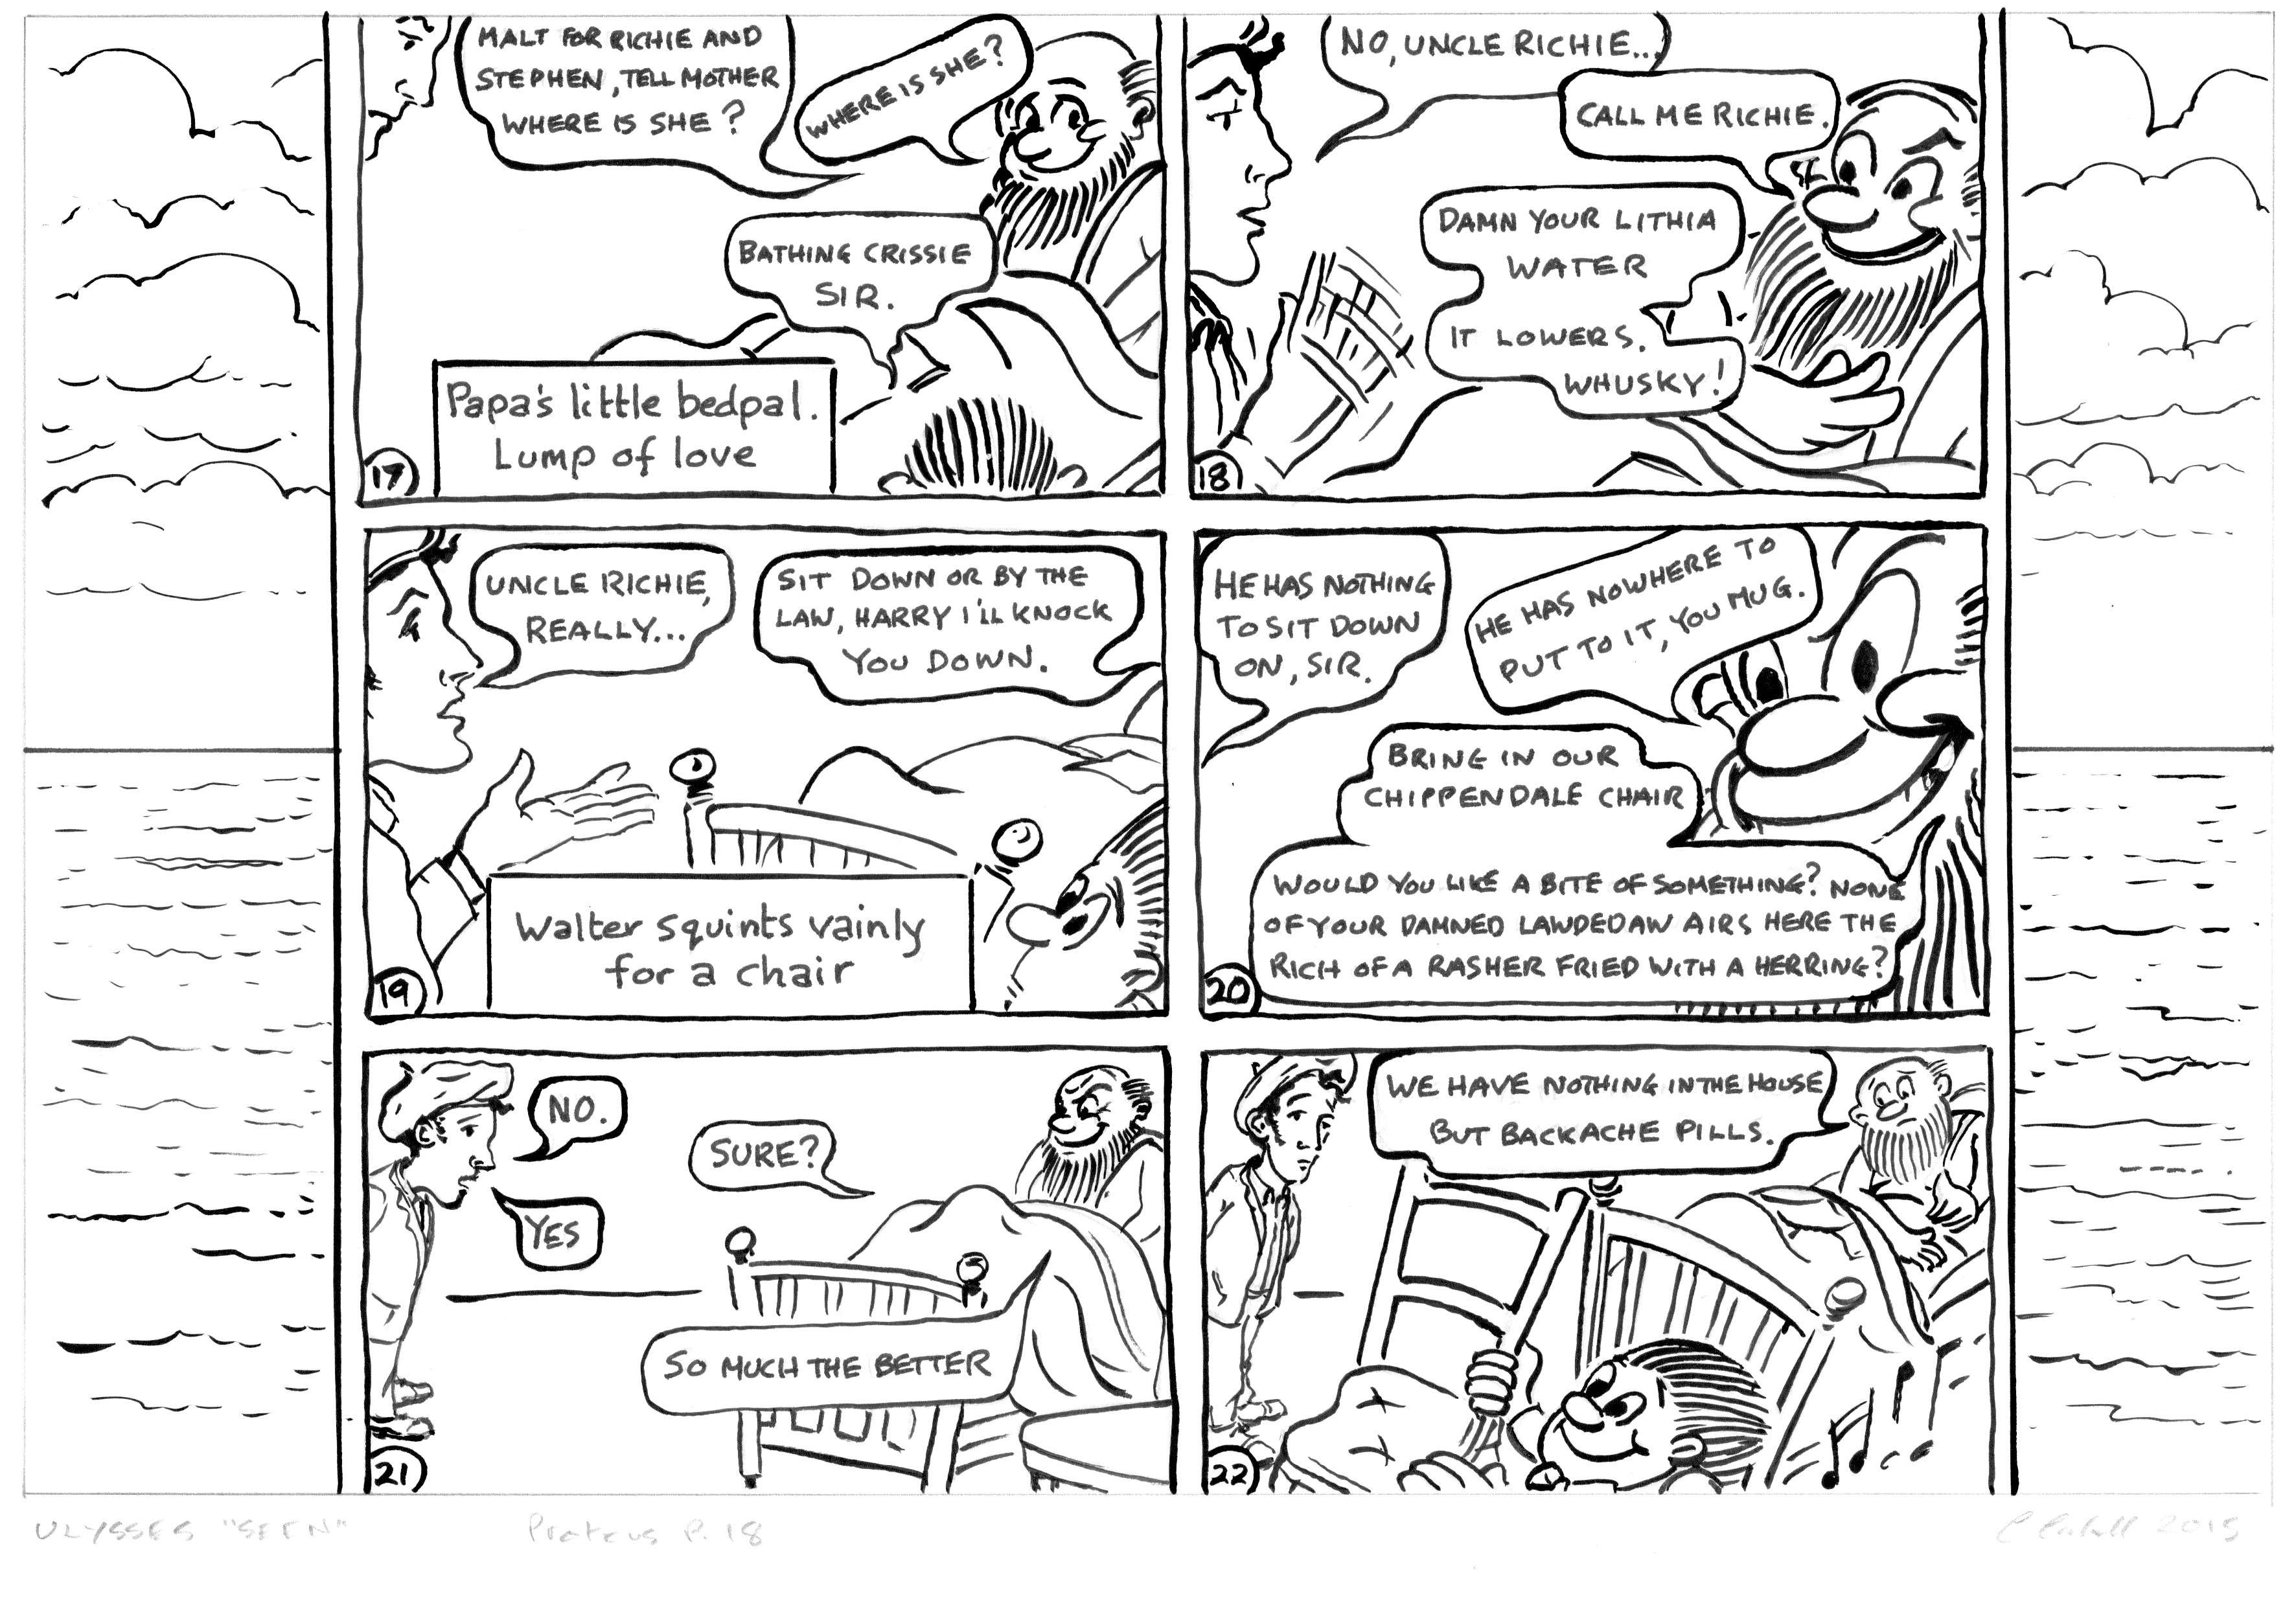 MALT FOR RICHIE AND
STEPHEN, TELL MOTHER
WHERE IS SHE?
WHERE IS SHE?
BATHING CRISSIE
SIR.
Papa's little bedpal.
Lump of love
17
NO, UNCLE RICHIE...
CALL ME RICHIE.
DAMN YOUR LITHIA
WATER
IT LOWERS.
WHUSKY!
18
UNCLE RICHIE,
REALLY...
SIT DOWN OR BY THE
LAW, HARRY I'LL KNOCK
YOU DOWN.
Walter squints vainly
for a chair
19
HE HAS NOTHING
TO SIT DOWN
ON, SIR.
HE HAS NOWHERE TO
PUT TO IT, YOU MUG.
BRING IN OUR
CHIPPENDALE CHAIR
WOULD YOU LIKE A BITE OF SOMETHING? NONE
OF YOUR DAMNED LAWDEDAW AIRS HERE THE
RICH OF A RASHER FRIED WITH A HERRING?
20
NO.
YES
SURE?
SO MUCH THE BETTER
21
WE HAVE NOTHING IN THE HOUSE
BUT BACKACHE PILLS.
22
ULYSSES "SEEN"
Proteus P. 18
2015